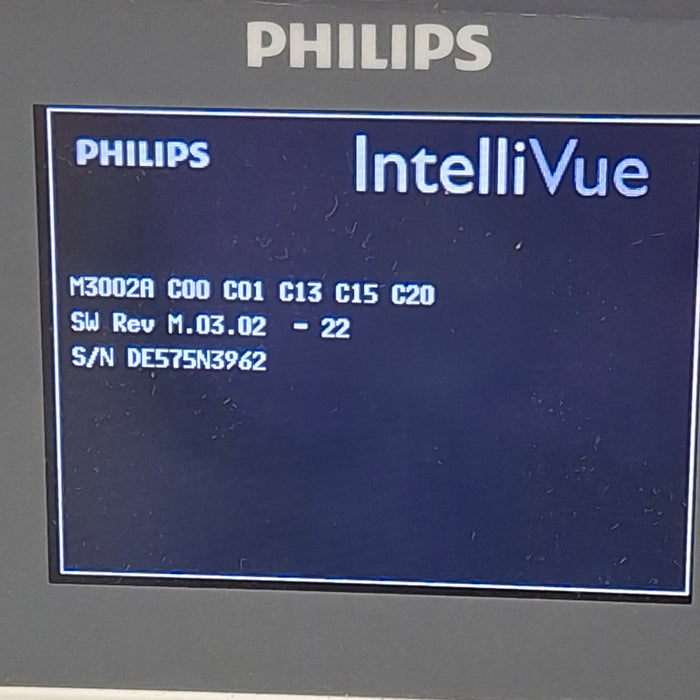 PHILIPS
PHILIPS IntelliVue
M3002A C00 C01 C13 C15 C20
SW Rev M.03.02 - 22
S/N DE575N3962